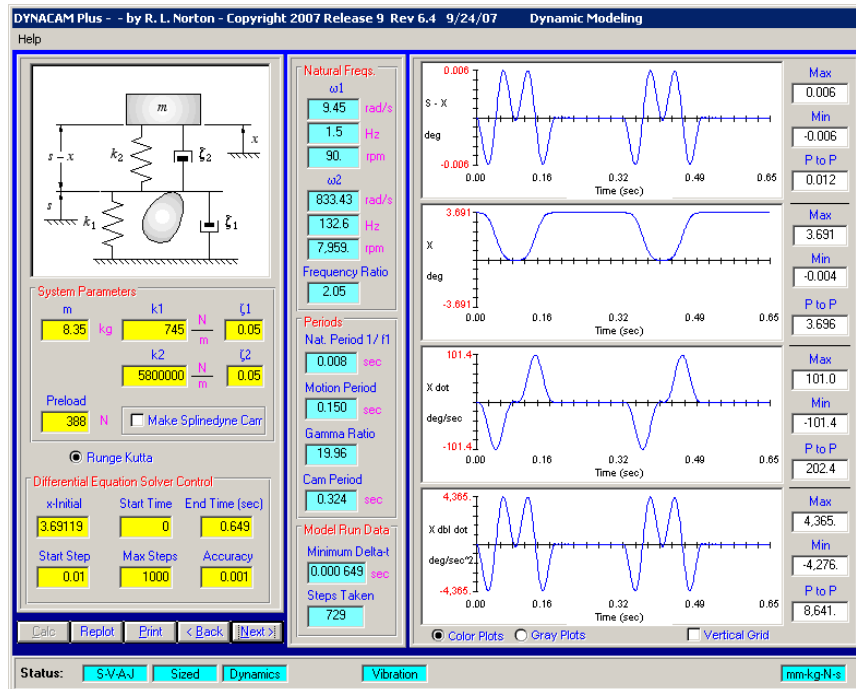 DYNACAM Plus - - by R. L. Norton - Copyright 2007 Release 9 Rev 6.4 9/24/07 Dynamic Modeling
Help
m
s – x
k2
ζ2
x
s
k1
ζ1
System Parameters
m k1 ζ1
8.35 kg 745 N/m 0.05
k2 ζ2
5800000 N/m 0.05
Preload
388 N Make Splinedyne Carr
Runge Kutta
Differential Equation Solver Control
x-Initial Start Time End Time (sec)
3.69119 0 0.649
Start Step Max Steps Accuracy
0.01 1000 0.001
Calc Replot Print < Back Next >
Natural Freqs.
ω1
9.45 rad/s
1.5 Hz
90. rpm
ω2
833.43 rad/s
132.6 Hz
7,959. rpm
Frequency Ratio
2.05
Periods
Nat. Period 1/ f1
0.008 sec
Motion Period
0.150 sec
Gamma Ratio
19.96
Cam Period
0.324 sec
Model Run Data
Minimum Delta-t
0.000 649 sec
Steps Taken
729
0.006
S - X
deg
-0.006
0.00 0.16 0.32 0.49 0.65
Time (sec)
Max
0.006
Min
-0.006
P to P
0.012
3.691
X
deg
-3.691
0.00 0.16 0.32 0.49 0.65
Time (sec)
Max
3.691
Min
-0.004
P to P
3.696
101.4
X dot
deg/sec
-101.4
0.00 0.16 0.32 0.49 0.65
Time (sec)
Max
101.0
Min
-101.4
P to P
202.4
4,365.
X dbl dot
deg/sec^2
-4,365.
0.00 0.16 0.32 0.49 0.65
Time (sec)
Max
4,365.
Min
-4,276.
P to P
8,641.
Color Plots Gray Plots Vertical Grid
Status: S-V-A-J Sized Dynamics Vibration mm-kg-N-s